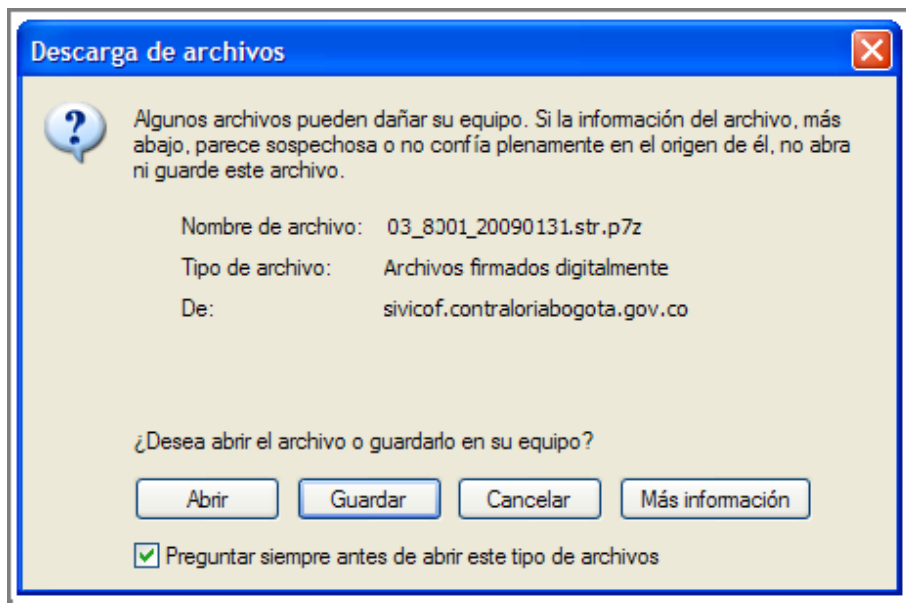 Descarga de archivos
Algunos archivos pueden dañar su equipo. Si la información del archivo, más
abajo, parece sospechosa o no confía plenamente en el origen de él, no abra
ni guarde este archivo.
Nombre de archivo: 03_8001_20090131.str.p7z
Tipo de archivo: Archivos firmados digitalmente
De: sivicof.contraloriabogota.gov.co
¿Desea abrir el archivo o guardarlo en su equipo?
Abrir Guardar Cancelar Más información
Preguntar siempre antes de abrir este tipo de archivos